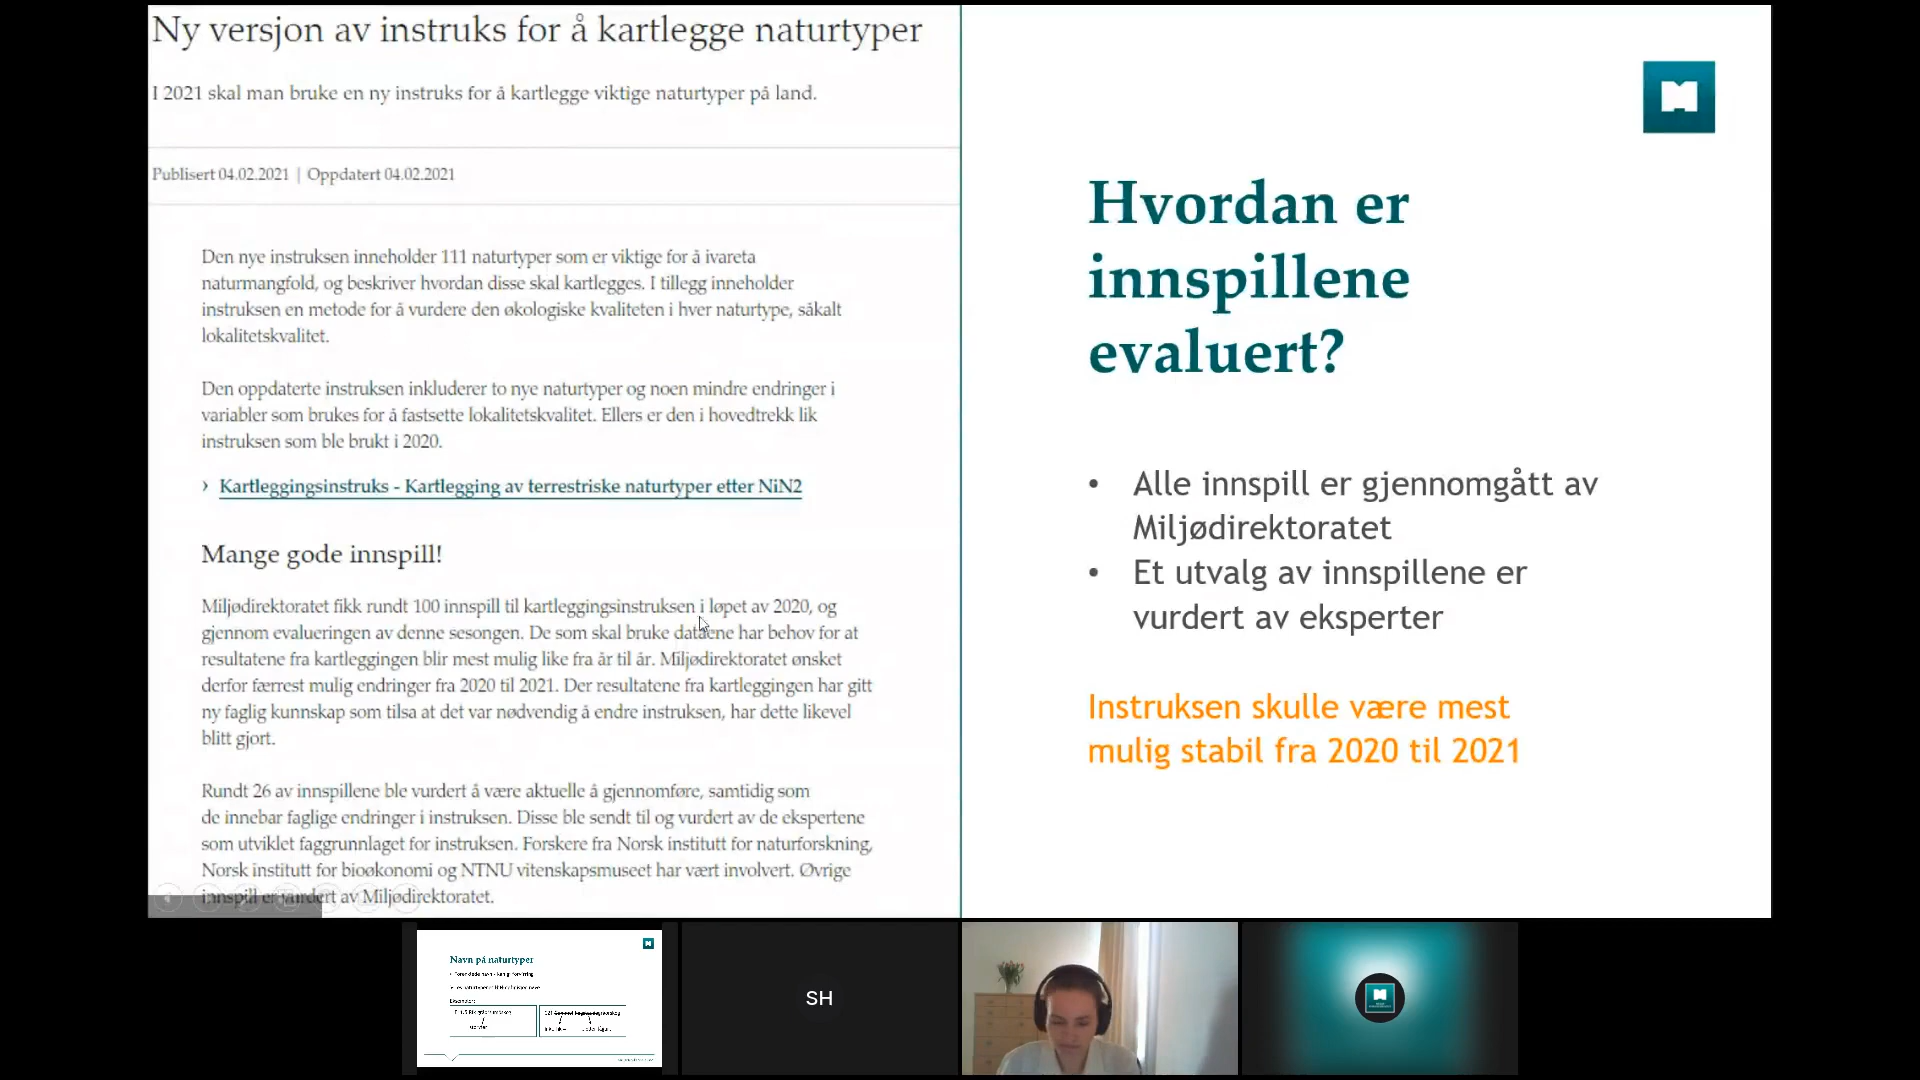 Ny versjon av instruks for å kartlegge naturtyper
I 2021 skal man bruke en ny instruks for å kartlegge viktige naturtyper på land.
Publisert 04.02.2021 | Oppdatert 04.02.2021
Den nye instruksen inneholder 111 naturtyper som er viktige for å ivareta
naturmangfold, og beskriver hvordan disse skal kartlegges. I tillegg inneholder
instruksen en metode for å vurdere den økologiske kvaliteten i hver naturtype, såkalt
lokalitetskvalitet.
Den oppdaterte instruksen inkluderer to nye naturtyper og noen mindre endringer i
variabler som brukes for å fastsette lokalitetskvalitet. Ellers er den i hovedtrekk lik
instruksen som ble brukt i 2020.
› Kartleggingsinstruks - Kartlegging av terrestriske naturtyper etter NiN2
Mange gode innspill!
Miljødirektoratet fikk rundt 100 innspill til kartleggingsinstruksen i løpet av 2020, og
gjennom evalueringen av denne sesongen. De som skal bruke dataene har behov for at
resultatene fra kartleggingen blir mest mulig like fra år til år. Miljødirektoratet ønsket
derfor færrest mulig endringer fra 2020 til 2021. Der resultatene fra kartleggingen har gitt
ny faglig kunnskap som tilsa at det var nødvendig å endre instruksen, har dette likevel
blitt gjort.
Rundt 26 av innspillene ble vurdert å være aktuelle å gjennomføre, samtidig som
de innebar faglige endringer i instruksen. Disse ble sendt til og vurdert av de ekspertene
som utviklet faggrunnlaget for instruksen. Forskere fra Norsk institutt for naturforskning,
Norsk institutt for bioøkonomi og NTNU vitenskapsmuseet har vært involvert. Øvrige
innspill er vurdert av Miljødirektoratet.
Hvordan er
innspillene
evaluert?
• Alle innspill er gjennomgått av
Miljødirektoratet
• Et utvalg av innspillene er
vurdert av eksperter
Instruksen skulle være mest
mulig stabil fra 2020 til 2021
Navn på naturtyper
SH